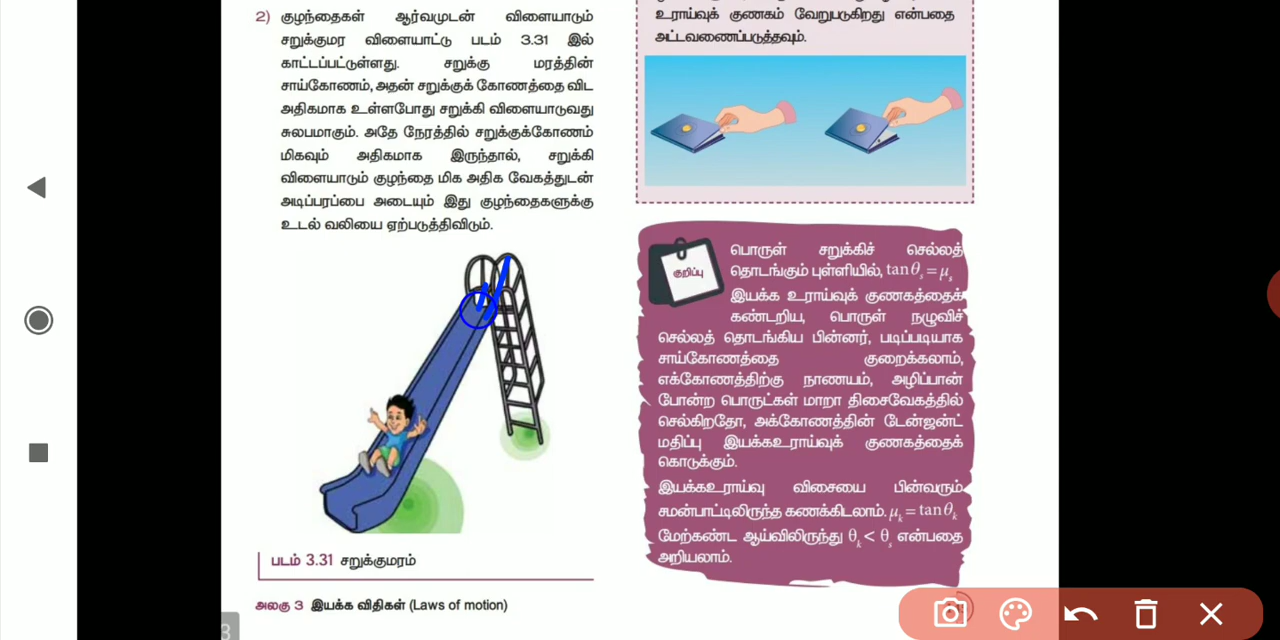 2) குழந்தைகள் ஆர்வமுடன் விளையாடும்
சறுக்குமர விளையாட்டு படம் 3.31 இல்
காட்டப்பட்டுள்ளது. சறுக்கு மரத்தின்
சாய்கோணம், அதன் சறுக்குக் கோணத்தை விட
அதிகமாக உள்ளபோது சறுக்கி விளையாடுவது
சுலபமாகும். அதே நேரத்தில் சறுக்குக்கோணம்
மிகவும் அதிகமாக இருந்தால், சறுக்கி
விளையாடும் குழந்தை மிக அதிக வேகத்துடன்
அடிப்பரப்பை அடையும் இது குழந்தைகளுக்கு
உடல் வலியை ஏற்படுத்திவிடும்.
படம் 3.31 சறுக்குமரம்
அலகு 3 இயக்க விதிகள் (Laws of motion)
உராய்வுக் குணகம் வேறுபடுகிறது என்பதை
அட்டவணைப்படுத்தவும்.
குறிப்பு
பொருள் சறுக்கிச் செல்லத்
தொடங்கும் புள்ளியில், tanθₛ = μₛ
இயக்க உராய்வுக் குணகத்தைக்
கண்டறிய, பொருள் நழுவிச்
செல்லத் தொடங்கிய பின்னர், படிப்படியாக
சாய்கோணத்தை குறைக்கலாம்,
எக்கோணத்திற்கு நாணயம், அழிப்பான்
போன்ற பொருட்கள் மாறா திசைவேகத்தில்
செல்கிறதோ, அக்கோணத்தின் டேன்ஜன்ட்
மதிப்பு இயக்கஉராய்வுக் குணகத்தைக்
கொடுக்கும்.
இயக்கஉராய்வு விசையை பின்வரும்
சமன்பாட்டிலிருந்த கணக்கிடலாம். μₖ = tanθₖ
மேற்கண்ட ஆய்விலிருந்து θₖ < θₛ என்பதை
அறியலாம்.